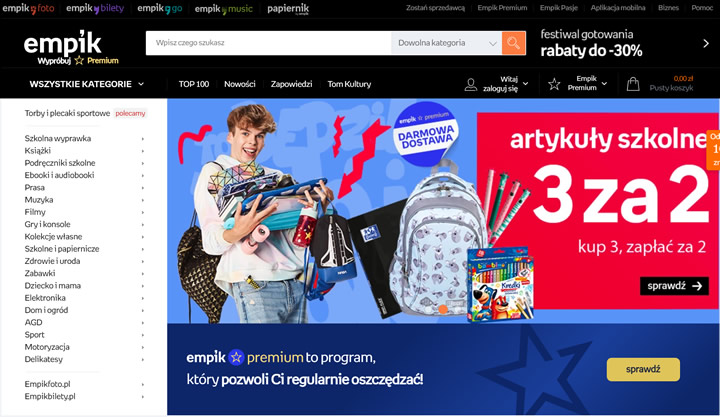 empik foto
empik bilety
empik go
empik music
papiernik
by empik
Zostań sprzedawcą
Empik Premium
Empik Pasje
Aplikacja mobilna
Biznes
Pomoc
empik
Wypróbuj Premium
Wpisz czego szukasz
Dowolna kategoria
festiwal gotowania
rabaty do -30%
WSZYSTKIE KATEGORIE
TOP 100
Nowości
Zapowiedzi
Tom Kultury
Witaj
zaloguj się
Empik
Premium
0,00 zł
Pusty koszyk
Torby i plecaki sportowe polecamy
Szkolna wyprawka
Książki
Podręczniki szkolne
Ebooki i audiobooki
Prasa
Muzyka
Filmy
Gry i konsole
Kolekcje własne
Szkolne i papiernicze
Zdrowie i uroda
Zabawki
Dziecko i mama
Elektronika
Dom i ogród
AGD
Sport
Motoryzacja
Delikatesy
Empikfoto.pl
Empikbilety.pl
empik premium
DARMOWA
DOSTAWA
artykuły szkolne
3 za 2
kup 3, zapłać za 2
sprawdź
Kredki
empik premium to program,
który pozwoli Ci regularnie oszczędzać!
sprawdź